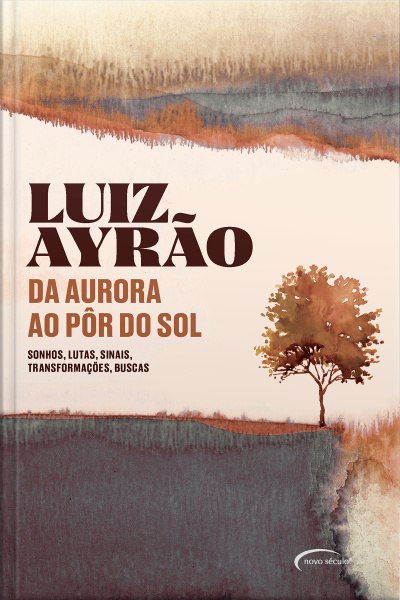 LUIZ
AYRÃO
DA AURORA
AO PÔR DO SOL
SONHOS, LUTAS, SINAIS,
TRANSFORMAÇÕES, BUSCAS
novo século